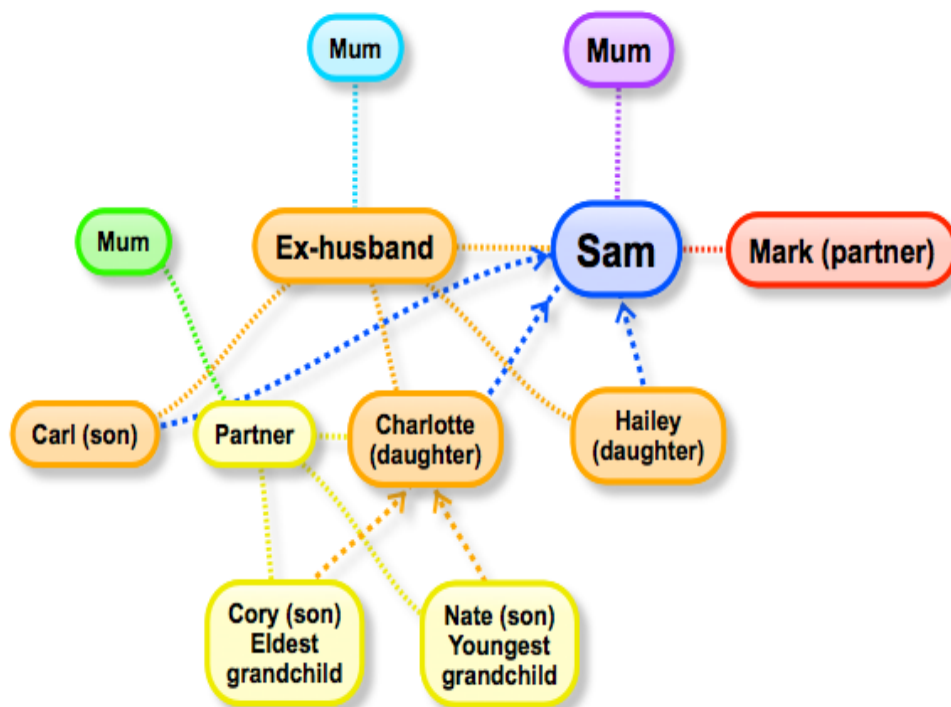 Mum
Mum
Mum
Ex-husband
Sam
Mark (partner)
Carl (son)
Partner
Charlotte
(daughter)
Hailey
(daughter)
Cory (son)
Eldest
grandchild
Nate (son)
Youngest
grandchild